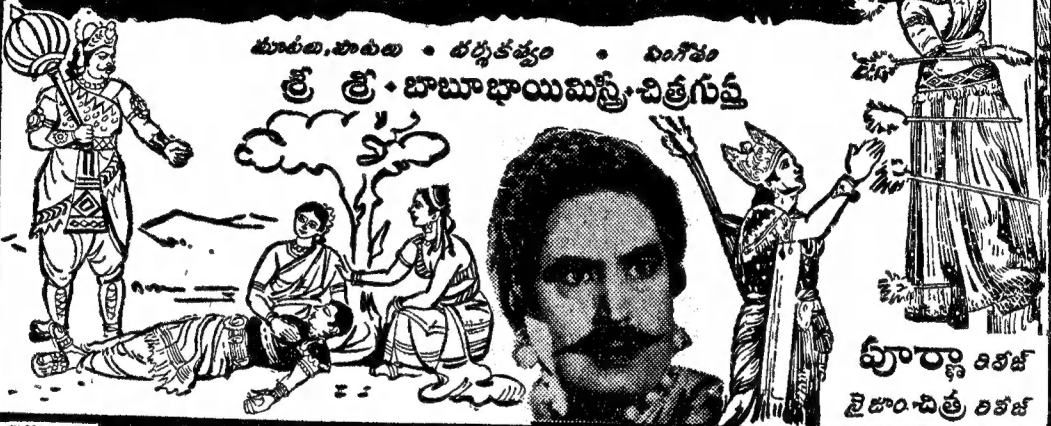 మాటలు, పాటలు • దర్శకత్వం • సంగీతం
శ్రీ శ్రీ • బాబూభాయిమిస్త్రీ • చిత్రగుప్త
పూర్ణా రిలీజ్
నైజాం-చిత్ర రిలీజ్